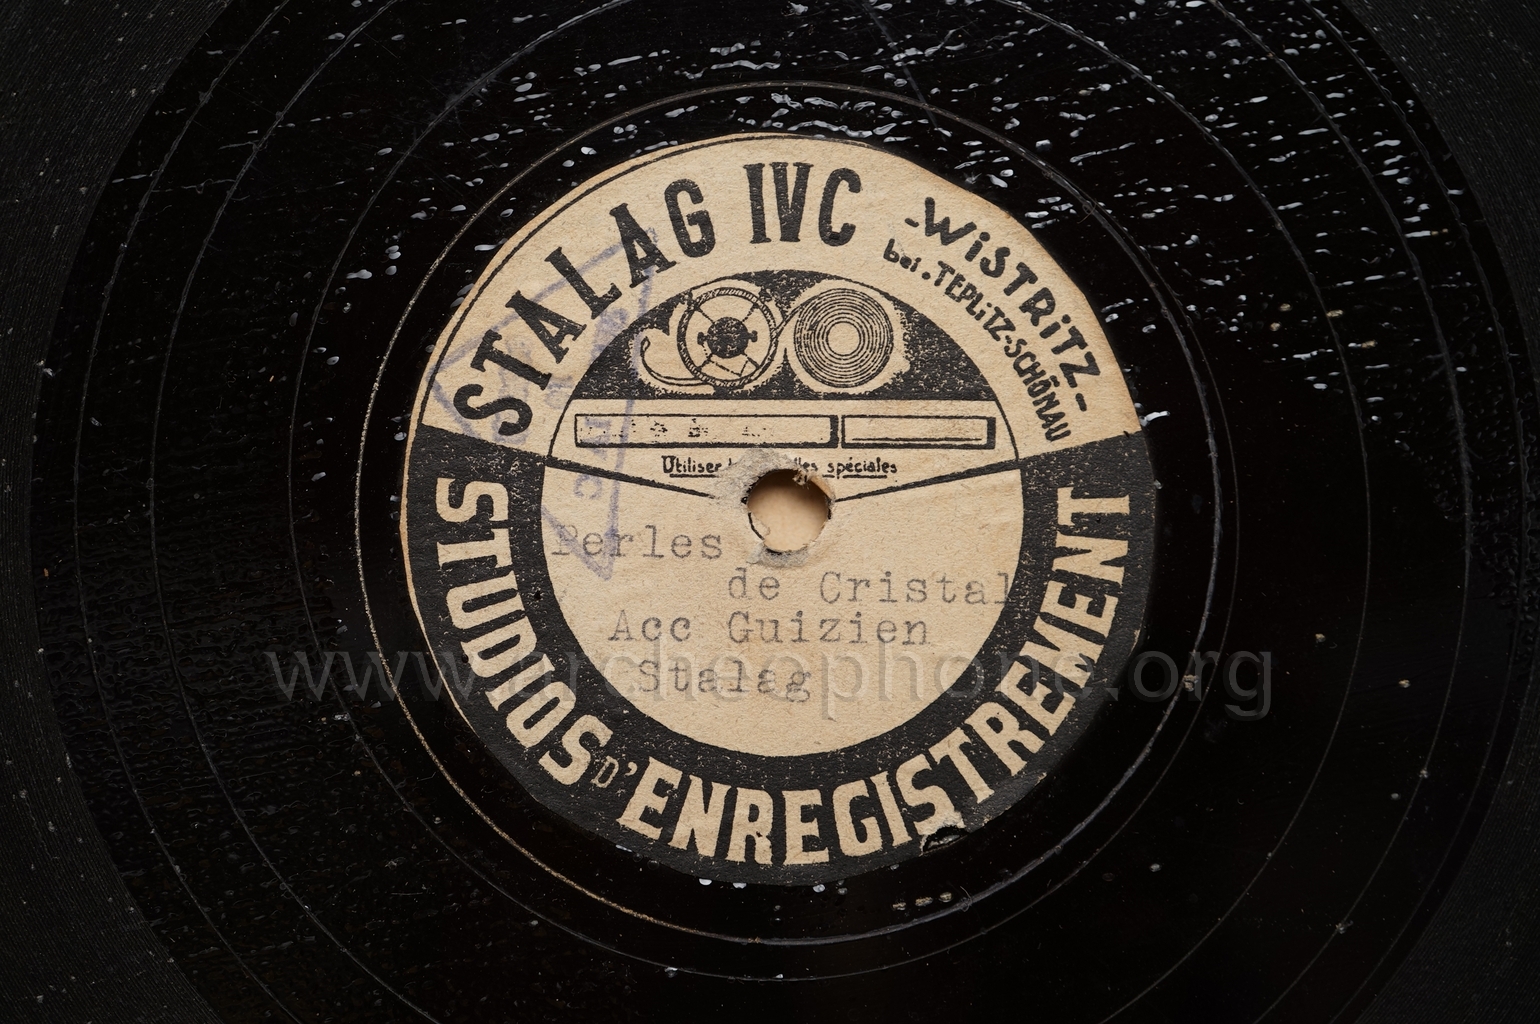 STALAG IVC
-WiSTRiTZ-
bei. TEPLiTZ-SCHÖNAU
Utiliser spéciales
Perles
de Cristal
Acc Guizien
Stalag
STUDIOS D'ENREGISTREMENT
www.archeophone.org